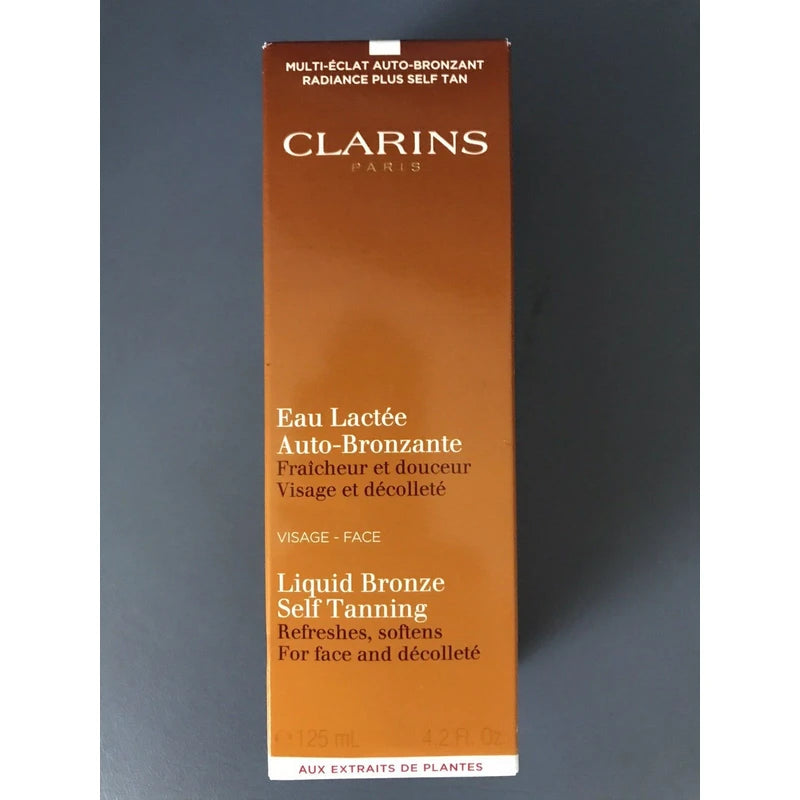 MULTI-ÉCLAT AUTO-BRONZANT
RADIANCE PLUS SELF TAN
CLARINS
PARIS
Eau Lactée
Auto-Bronzante
Fraîcheur et douceur
Visage et décolleté
VISAGE - FACE
Liquid Bronze
Self Tanning
Refreshes, softens
For face and décolleté
℮ 125 mL 4.2 Fl. Oz.
AUX EXTRAITS DE PLANTES